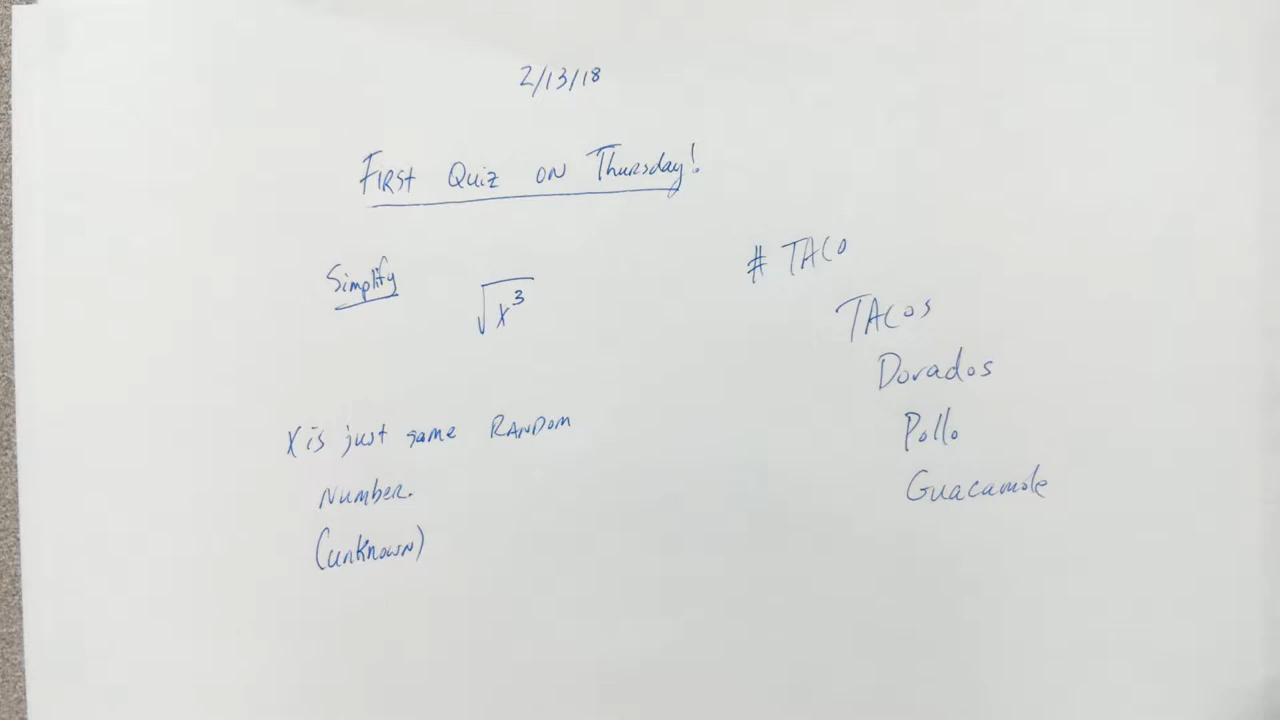 2/13/18
First Quiz on Thursday!
Simplify √x³
X is just some RANDOM
Number.
(unknown)
# TACO
TACOS
Dorados
Pollo
Guacamole